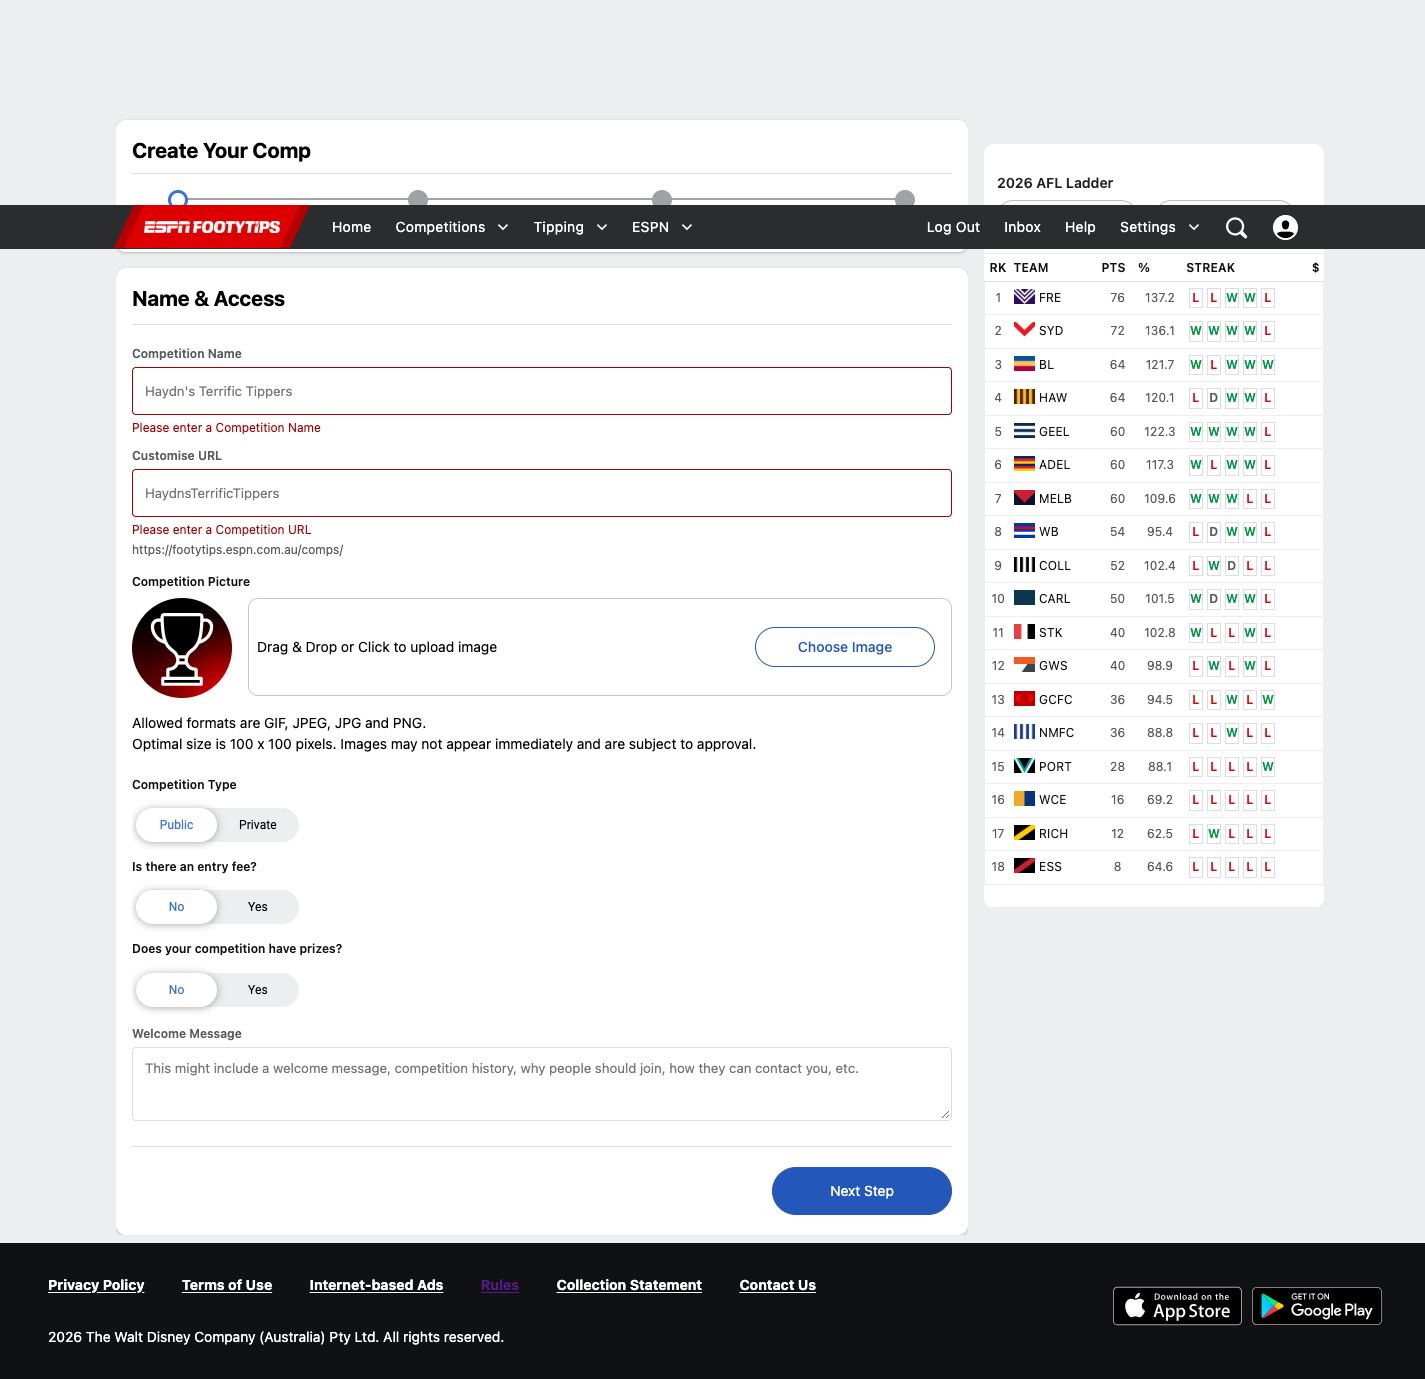 Create Your Comp
2026 AFL Ladder
ESPN FOOTYTIPS Home Competitions Tipping ESPN Log Out Inbox Help Settings
Name & Access
Competition Name
Haydn's Terrific Tippers
Please enter a Competition Name
Customise URL
HaydnsTerrificTippers
Please enter a Competition URL
https://footytips.espn.com.au/comps/
Competition Picture
Drag & Drop or Click to upload image
Choose Image
Allowed formats are GIF, JPEG, JPG and PNG.
Optimal size is 100 x 100 pixels. Images may not appear immediately and are subject to approval.
Competition Type
Public Private
Is there an entry fee?
No Yes
Does your competition have prizes?
No Yes
Welcome Message
This might include a welcome message, competition history, why people should join, how they can contact you, etc.
Next Step
RK TEAM PTS % STREAK $
1 FRE 76 137.2 L L W W L
2 SYD 72 136.1 W W W W L
3 BL 64 121.7 W L W W W
4 HAW 64 120.1 L D W W L
5 GEEL 60 122.3 W W W W L
6 ADEL 60 117.3 W L W W L
7 MELB 60 109.6 W W W L L
8 WB 54 95.4 L D W W L
9 COLL 52 102.4 L W D L L
10 CARL 50 101.5 W D W W L
11 STK 40 102.8 W L L W L
12 GWS 40 98.9 L W L W L
13 GCFC 36 94.5 L L W L W
14 NMFC 36 88.8 L L W L L
15 PORT 28 88.1 L L L L W
16 WCE 16 69.2 L L L L L
17 RICH 12 62.5 L W L L L
18 ESS 8 64.6 L L L L L
Privacy Policy Terms of Use Internet-based Ads Rules Collection Statement Contact Us
2026 The Walt Disney Company (Australia) Pty Ltd. All rights reserved.
Download on the
App Store
GET IT ON
Google Play